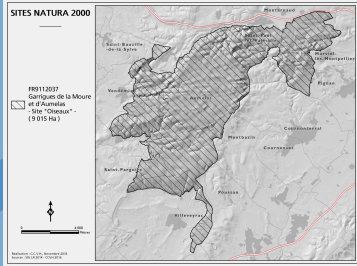 SITES NATURA 2000
FR9112037
Garrigues de la Moure
et d'Aumelas
- Site "Oiseaux" -
( 9 015 Ha )
0
4 000
Mètres
Montarnaud
Saint-Bauzille-
de-la-Sylve
Saint-Paul-
et-Valmalle
Murviel-
lès-Montpellier
Pignan
Vendémian
Aumelas
Cournonterral
Montbazin
Cournonsec
Saint-Pargoire
Poussan
Villeveyrac